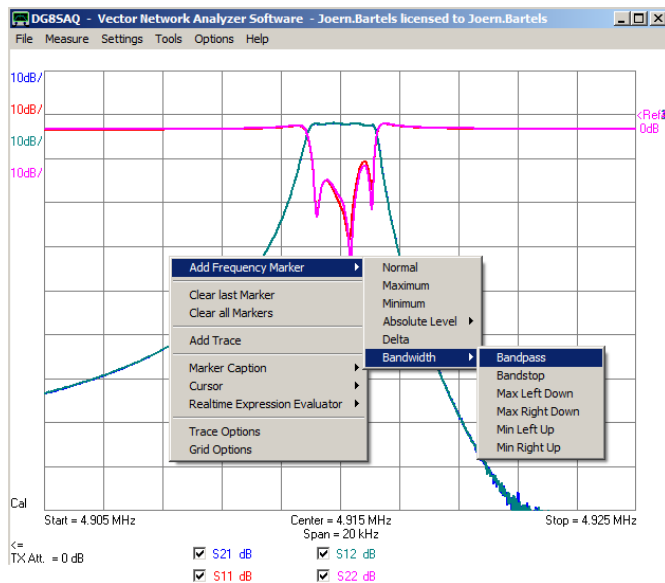 DG8SAQ - Vector Network Analyzer Software - Joern.Bartels licensed to Joern.Bartels
File Measure Settings Tools Options Help
10dB/
10dB/
10dB/
10dB/
<Ref
0dB
Add Frequency Marker
Clear last Marker
Clear all Markers
Add Trace
Marker Caption
Cursor
Realtime Expression Evaluator
Trace Options
Grid Options
Normal
Maximum
Minimum
Absolute Level
Delta
Bandwidth
Bandpass
Bandstop
Max Left Down
Max Right Down
Min Left Up
Min Right Up
Cal
Start = 4.905 MHz Center = 4.915 MHz Stop = 4.925 MHz
Span = 20 kHz
<=
TX Att. = 0 dB
S21 dB S12 dB
S11 dB S22 dB